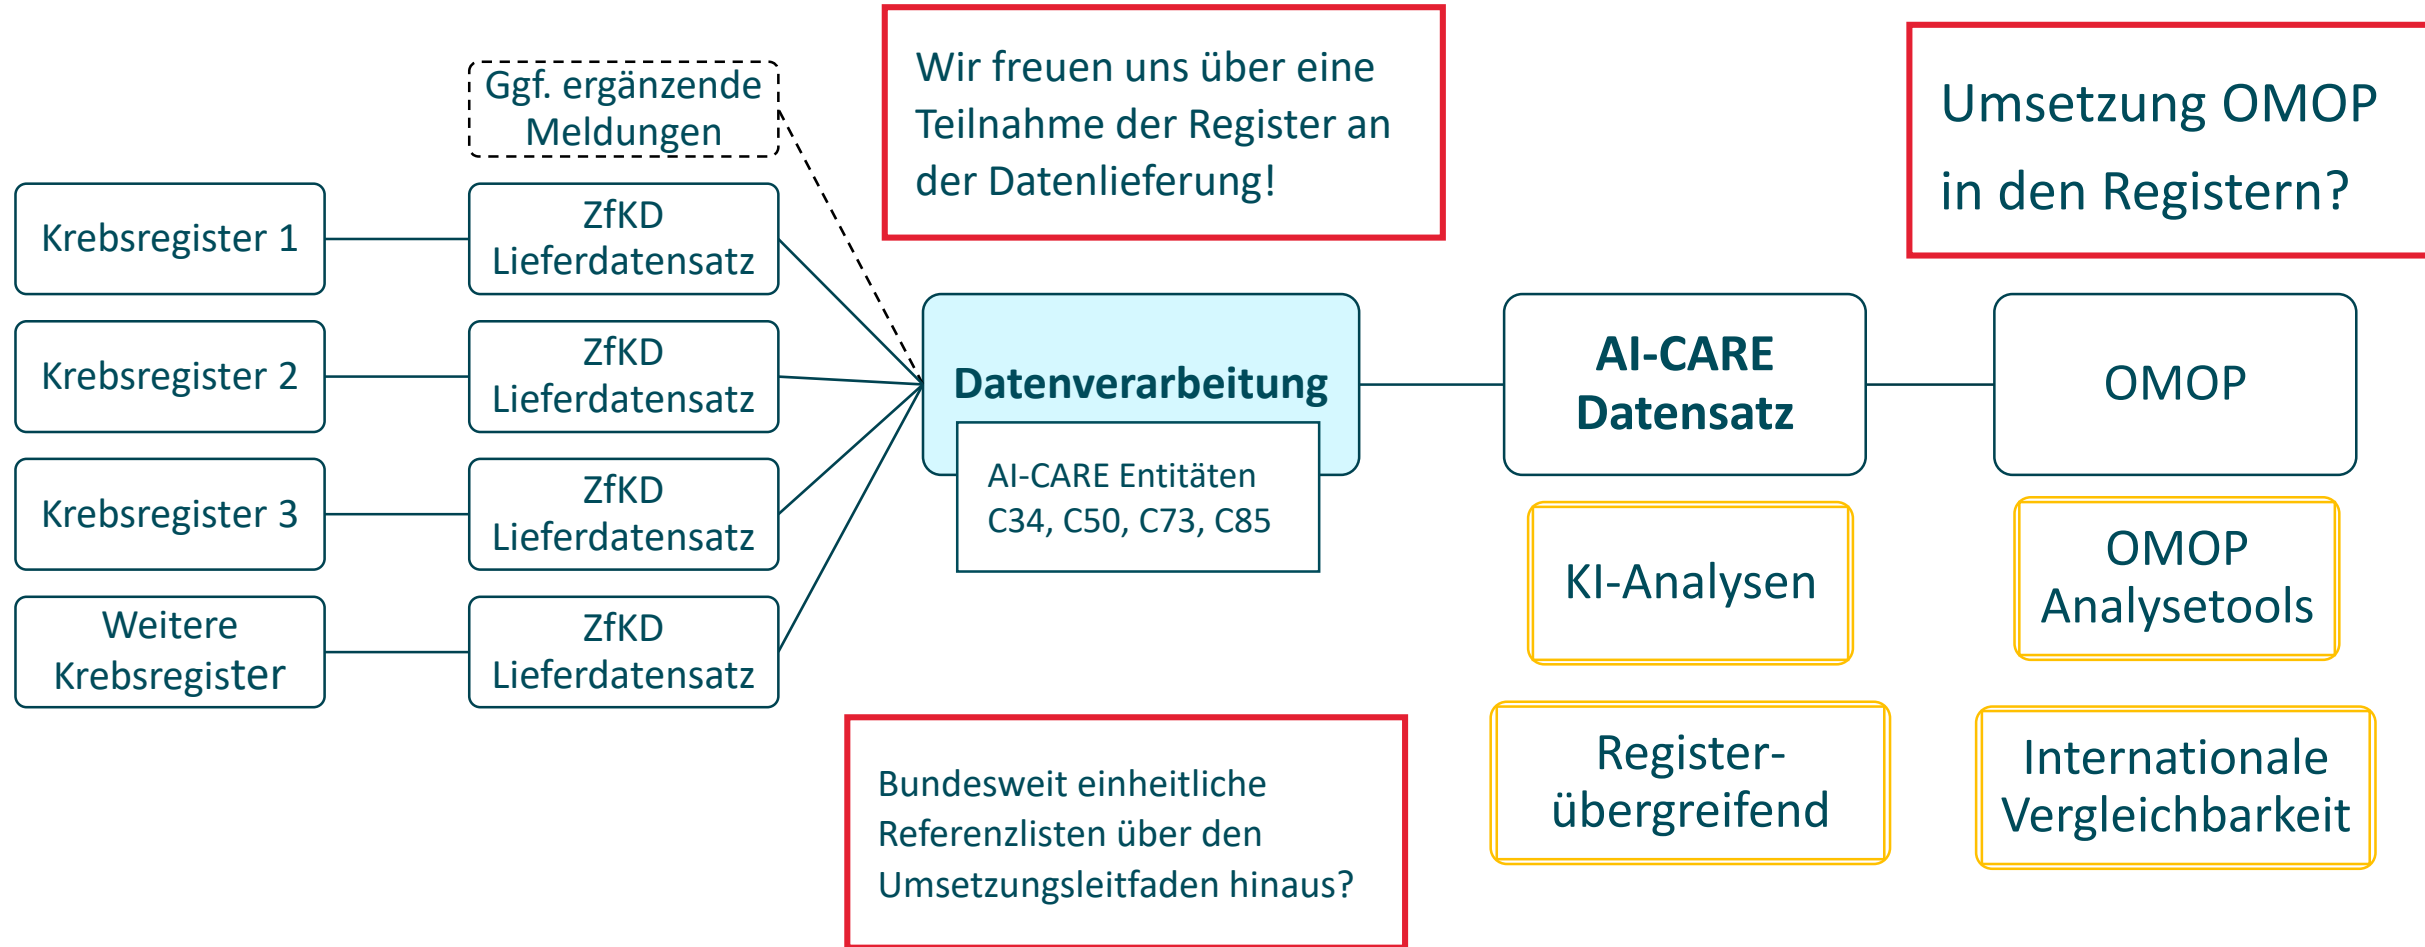 Ggf. ergänzende
Meldungen
Wir freuen uns über eine
Teilnahme der Register an
der Datenlieferung!
Umsetzung OMOP
in den Registern?
Krebsregister 1
ZfKD
Lieferdatensatz
Krebsregister 2
ZfKD
Lieferdatensatz
Krebsregister 3
ZfKD
Lieferdatensatz
Weitere
Krebsregister
ZfKD
Lieferdatensatz
Datenverarbeitung
AI-CARE Entitäten
C34, C50, C73, C85
AI-CARE
Datensatz
OMOP
KI-Analysen
OMOP
Analysetools
Register-
übergreifend
Internationale
Vergleichbarkeit
Bundesweit einheitliche
Referenzlisten über den
Umsetzungsleitfaden hinaus?